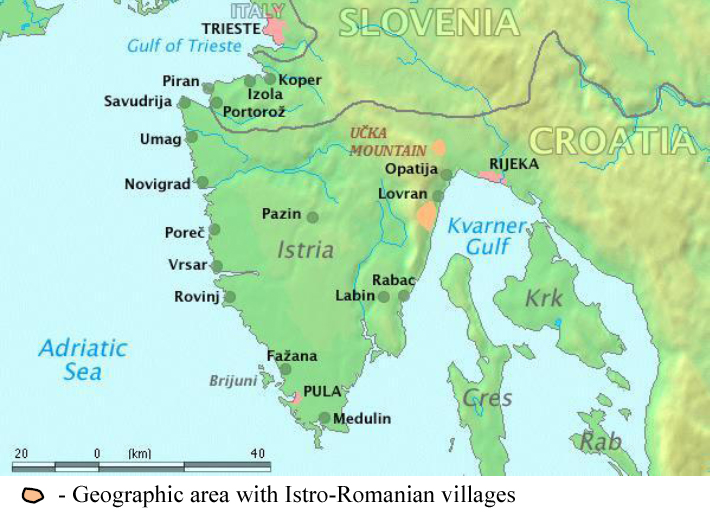 ITALY
SLOVENIA
TRIESTE
Gulf of Trieste
Piran
Koper
Izola
Savudrija
Portorož
Umag
UČKA
MOUNTAIN
CROATIA
Opatija
RIJEKA
Novigrad
Lovran
Pazin
Kvarner
Gulf
Poreč
Istria
Vrsar
Rabac
Rovinj
Labin
Krk
Adriatic
Sea
Fažana
Brijuni
PULA
Cres
Medulin
Rab
20 0 (km) 40
- Geographic area with Istro-Romanian villages